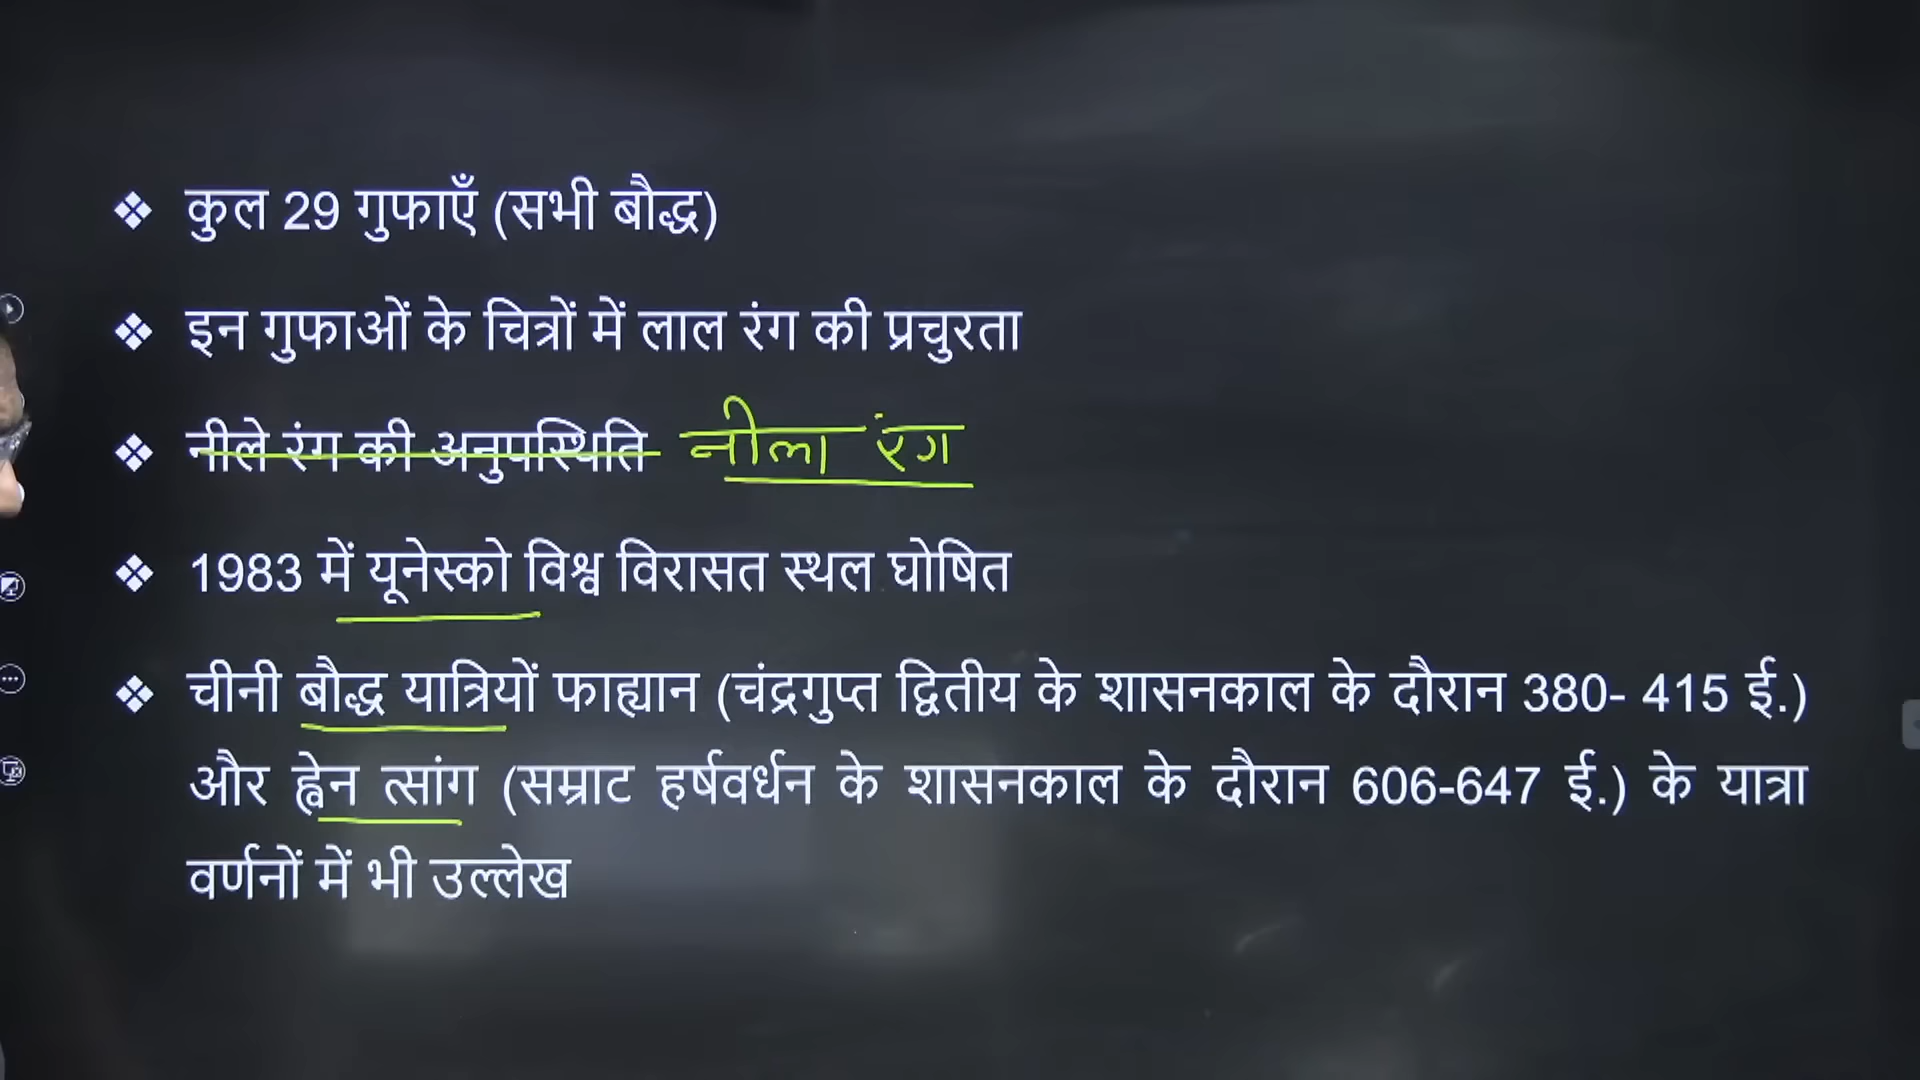 ❖ कुल 29 गुफाएँ (सभी बौद्ध)
❖ इन गुफाओं के चित्रों में लाल रंग की प्रचुरता
❖ नीले रंग की अनुपस्थिति नीला रंग
❖ 1983 में यूनेस्को विश्व विरासत स्थल घोषित
❖ चीनी बौद्ध यात्रियों फाह्यान (चंद्रगुप्त द्वितीय के शासनकाल के दौरान 380- 415 ई.)
और ह्वेन त्सांग (सम्राट हर्षवर्धन के शासनकाल के दौरान 606-647 ई.) के यात्रा
वर्णनों में भी उल्लेख